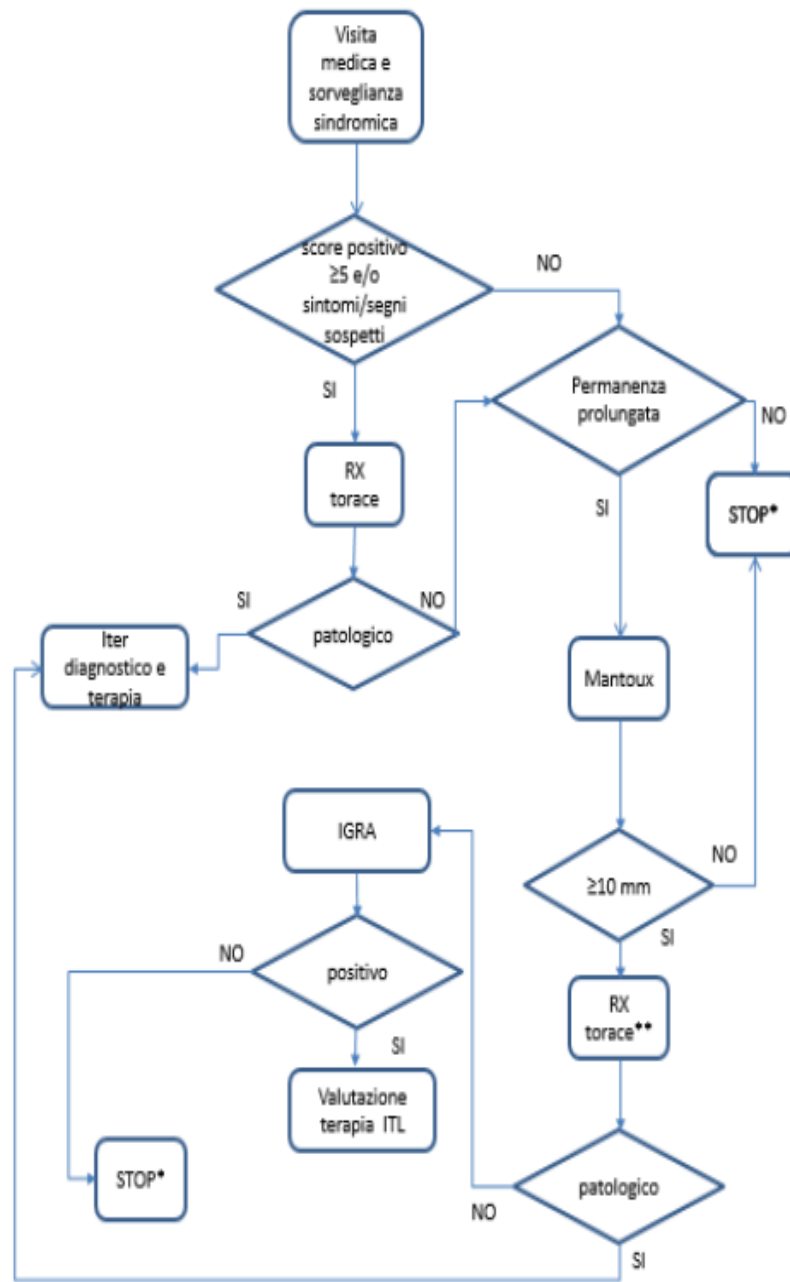 Visita
medica e
sorveglianza
sindromica
score positivo
≥5 e/o
sintomi/segni
sospetti
NO
SI
Permanenza
prolungata
NO
RX
torace
SI
STOP*
SI
NO
patologico
Iter
diagnostico e
terapia
Mantoux
IGRA
NO
≥10 mm
SI
NO
positivo
RX
torace**
SI
Valutazione
terapia ITL
STOP*
patologico
NO
SI